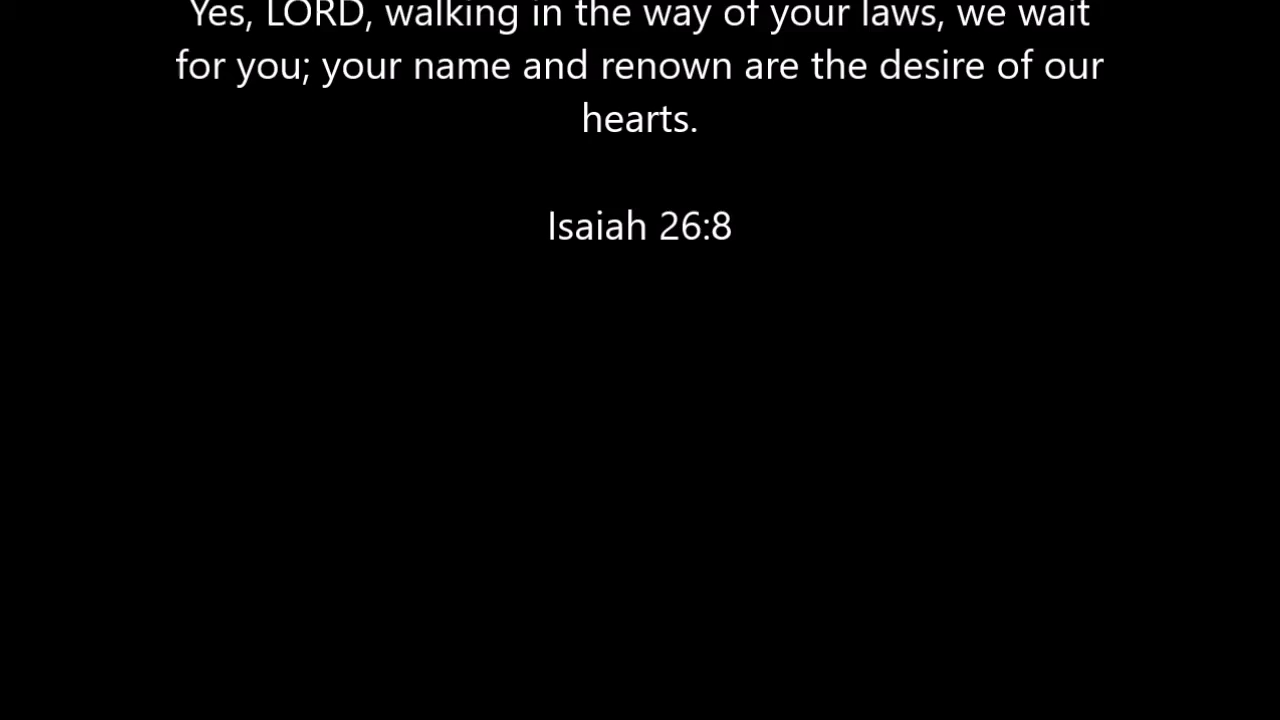 Yes, LORD, walking in the way of your laws, we wait
for you; your name and renown are the desire of our
hearts.
Isaiah 26:8